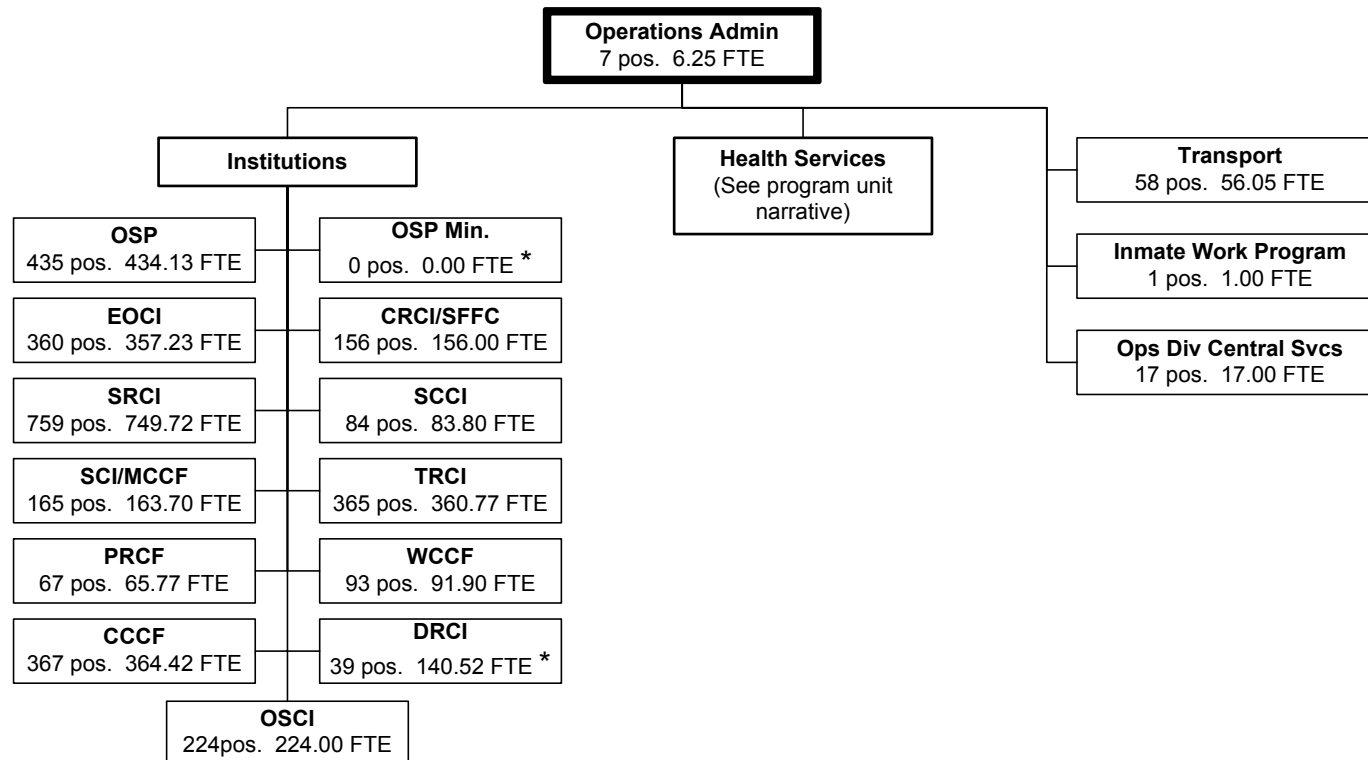 Operations Admin
7 pos.  6.25 FTE
Institutions
Health Services
(See program unit
narrative)
Transport
58 pos.  56.05 FTE
Inmate Work Program
1 pos.  1.00 FTE
Ops Div Central Svcs
17 pos.  17.00 FTE
OSP
435 pos.  434.13 FTE
OSP Min.
0 pos.  0.00 FTE *
EOCI
360 pos.  357.23 FTE
CRCI/SFFC
156 pos.  156.00 FTE
SRCI
759 pos.  749.72 FTE
SCCI
84 pos.  83.80 FTE
SCI/MCCF
165 pos.  163.70 FTE
TRCI
365 pos.  360.77 FTE
PRCF
67 pos.  65.77 FTE
WCCF
93 pos.  91.90 FTE
CCCF
367 pos.  364.42 FTE
DRCI
39 pos.  140.52 FTE *
OSCI
224pos.  224.00 FTE